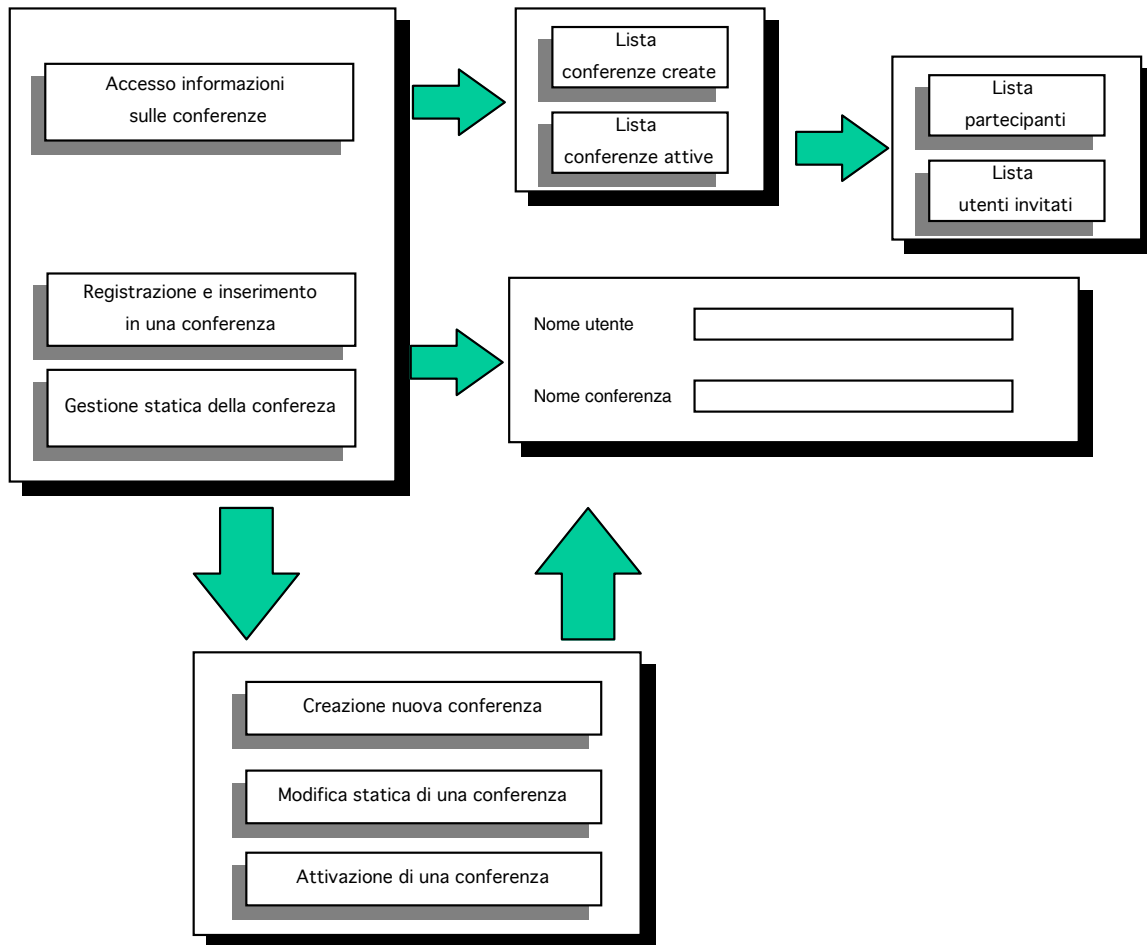 Accesso informazioni
sulle conferenze
Registrazione e inserimento
in una conferenza
Gestione statica della confereza
Lista
conferenze create
Lista
conferenze attive
Lista
partecipanti
Lista
utenti invitati
Nome utente
Nome conferenza
Creazione nuova conferenza
Modifica statica di una conferenza
Attivazione di una conferenza